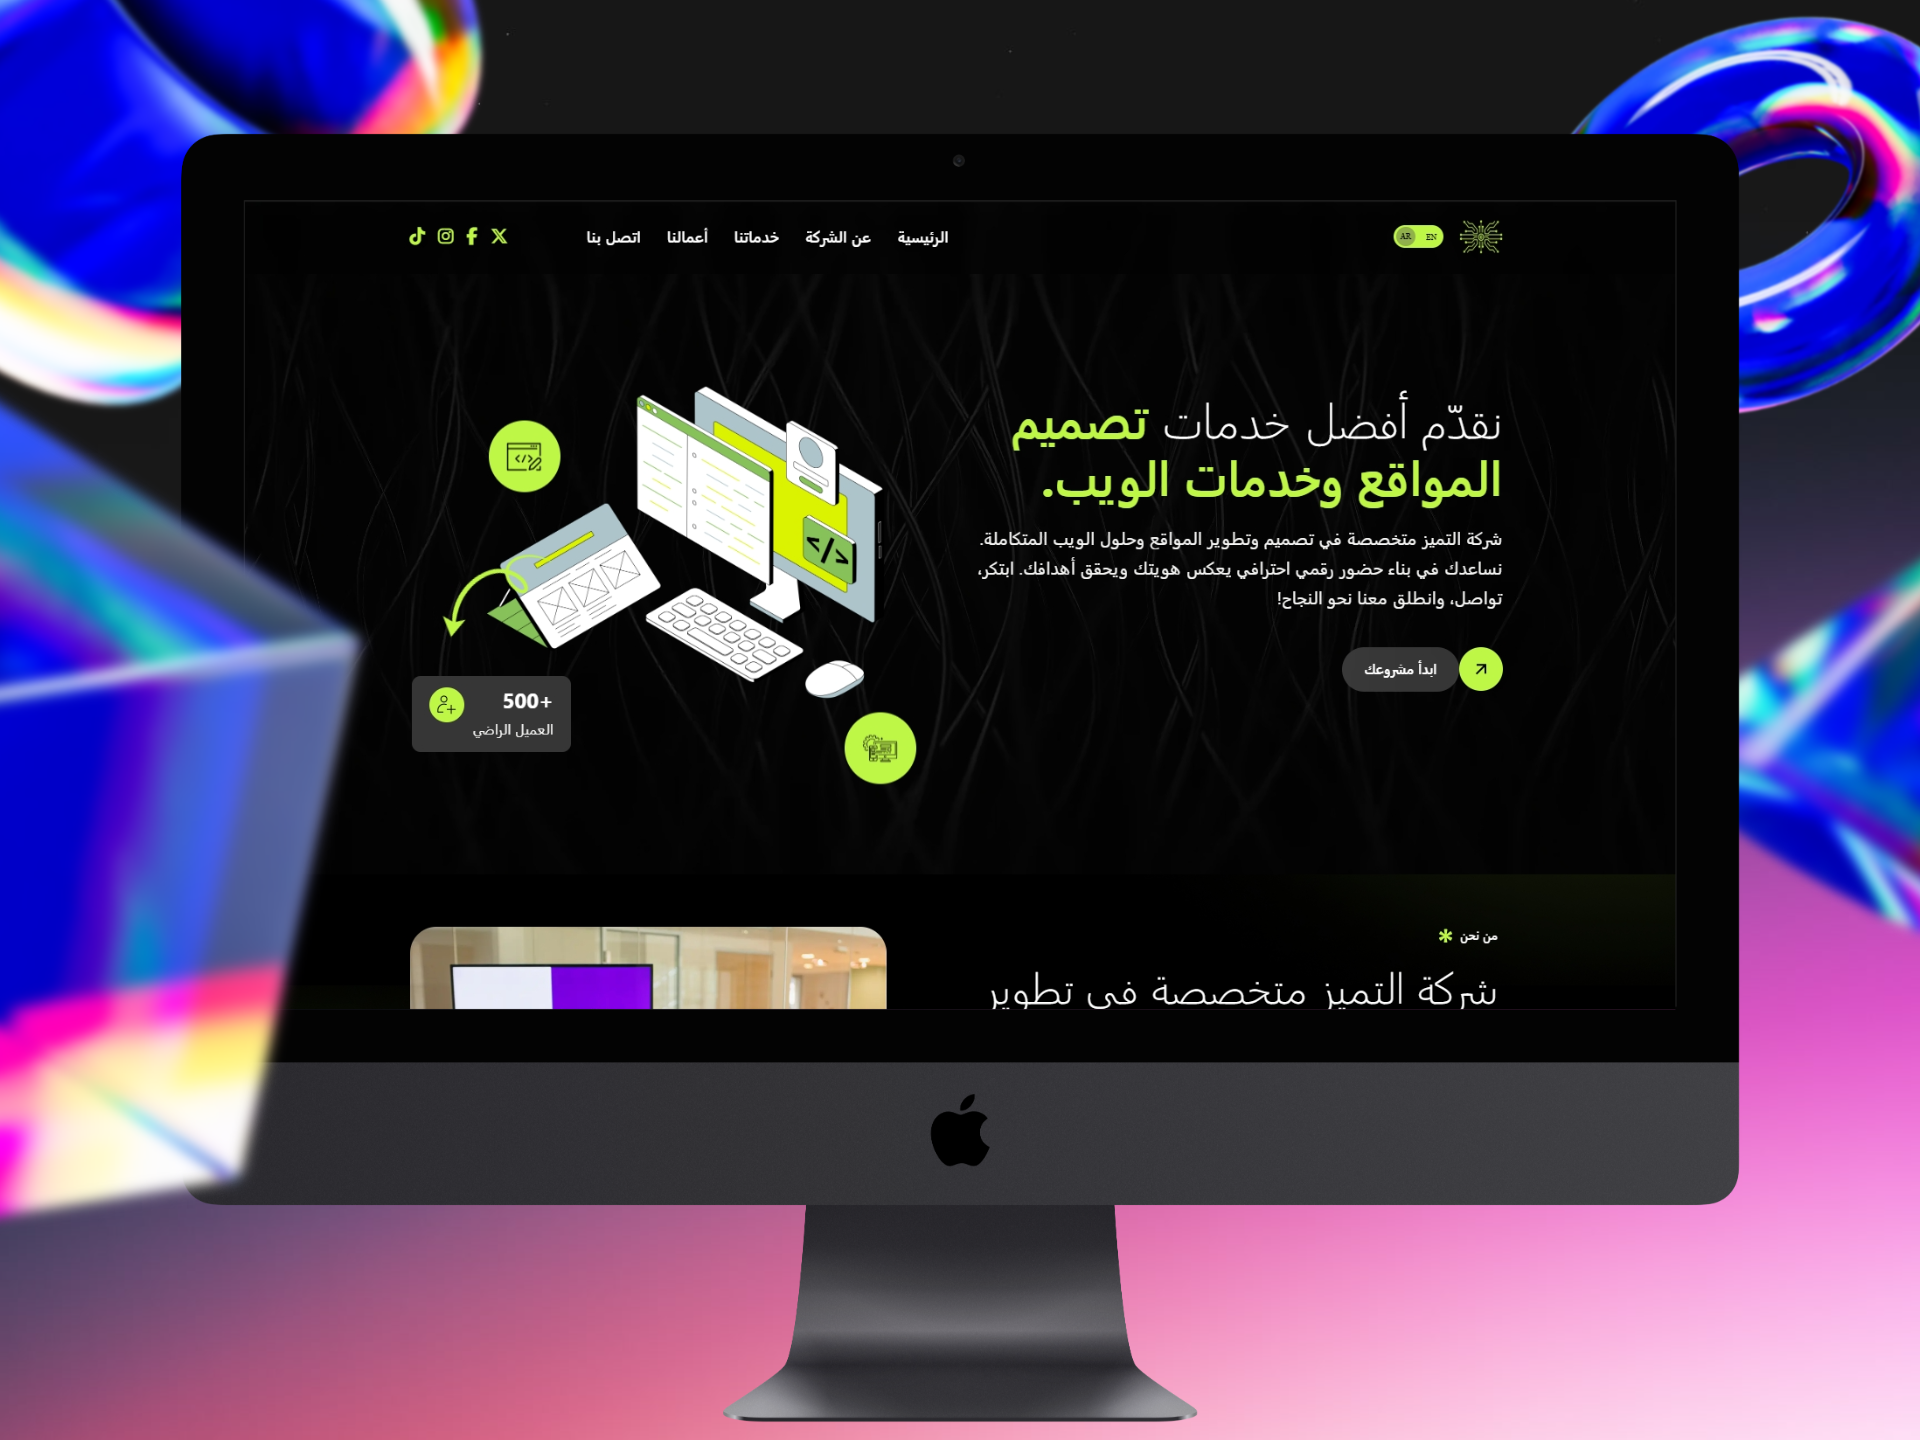 AR EN
الرئيسية عن الشركة خدماتنا أعمالنا اتصل بنا
نقدّم أفضل خدمات تصميم
المواقع وخدمات الويب.
شركة التميز متخصصة في تصميم وتطوير المواقع وحلول الويب المتكاملة.
نساعدك في بناء حضور رقمي احترافي يعكس هويتك ويحقق أهدافك. ابتكر،
تواصل، وانطلق معنا نحو النجاح!
ابدأ مشروعك
</>
</>
+500
العميل الراضي
من نحن
شركة التميز متخصصة في تطوير